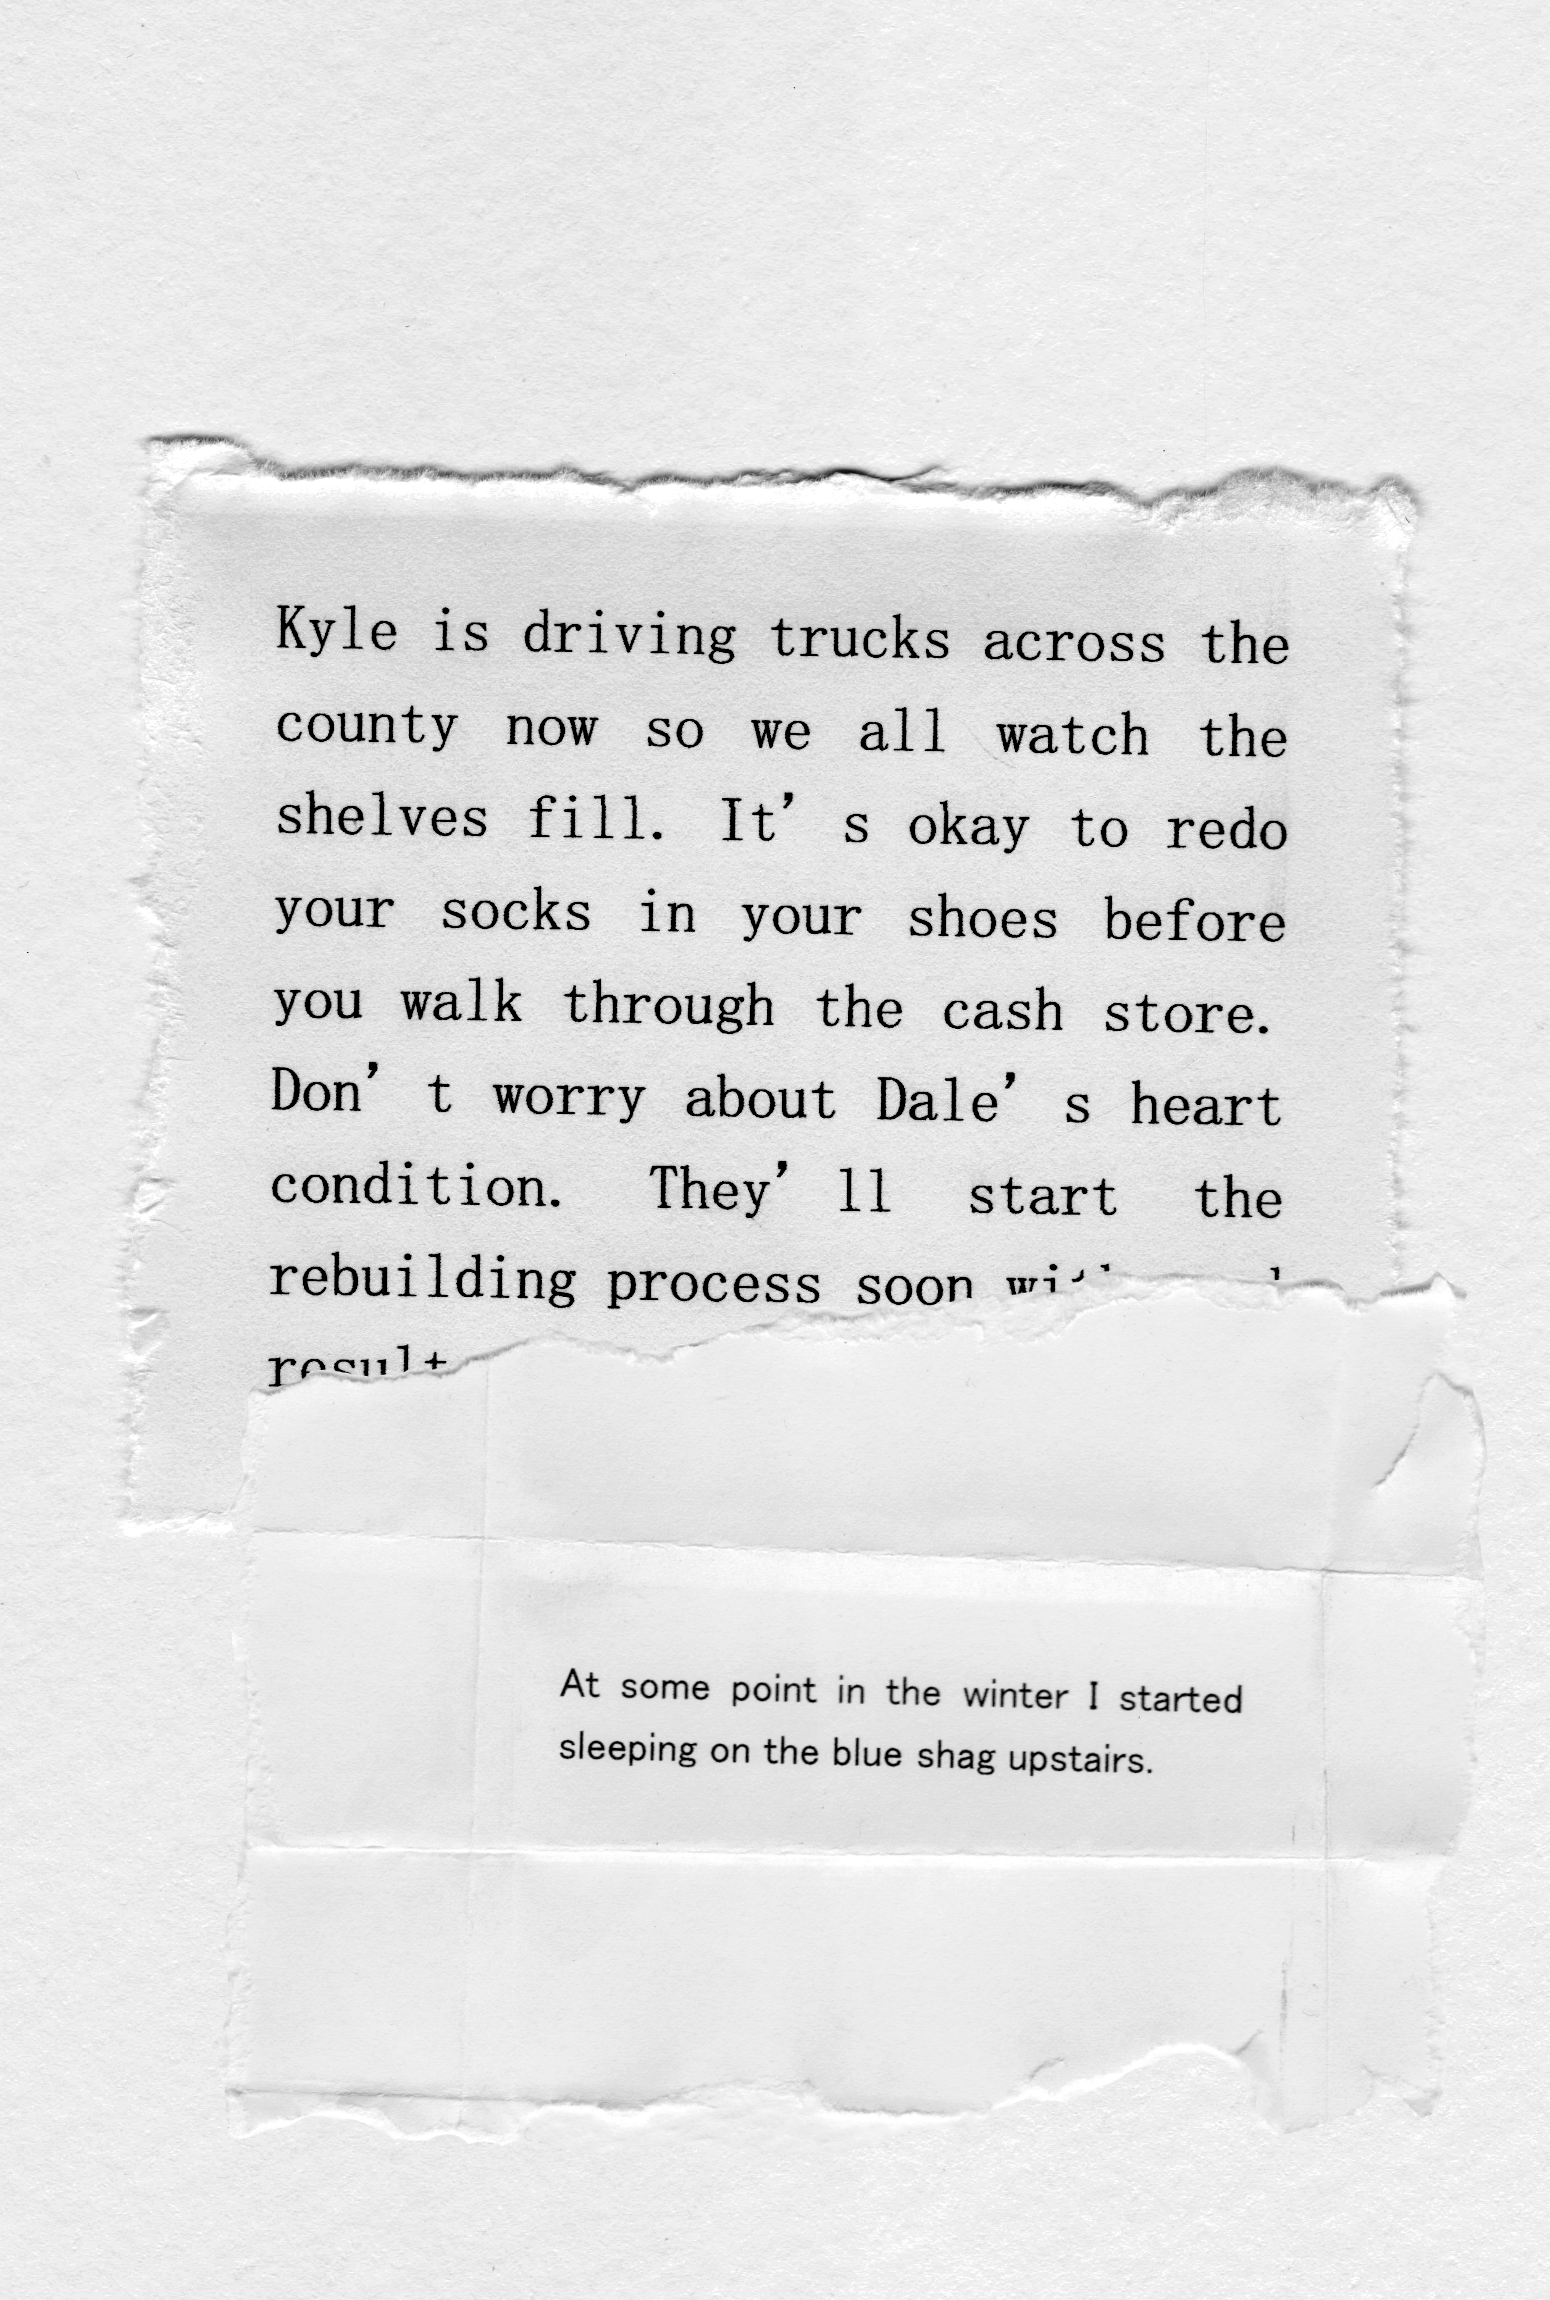 Kyle is driving trucks across the
county now so we all watch the
shelves fill. It’ s okay to redo
your socks in your shoes before
you walk through the cash store.
Don’ t worry about Dale’ s heart
condition. They’ ll start the
rebuilding process soon
At some point in the winter I started
sleeping on the blue shag upstairs.